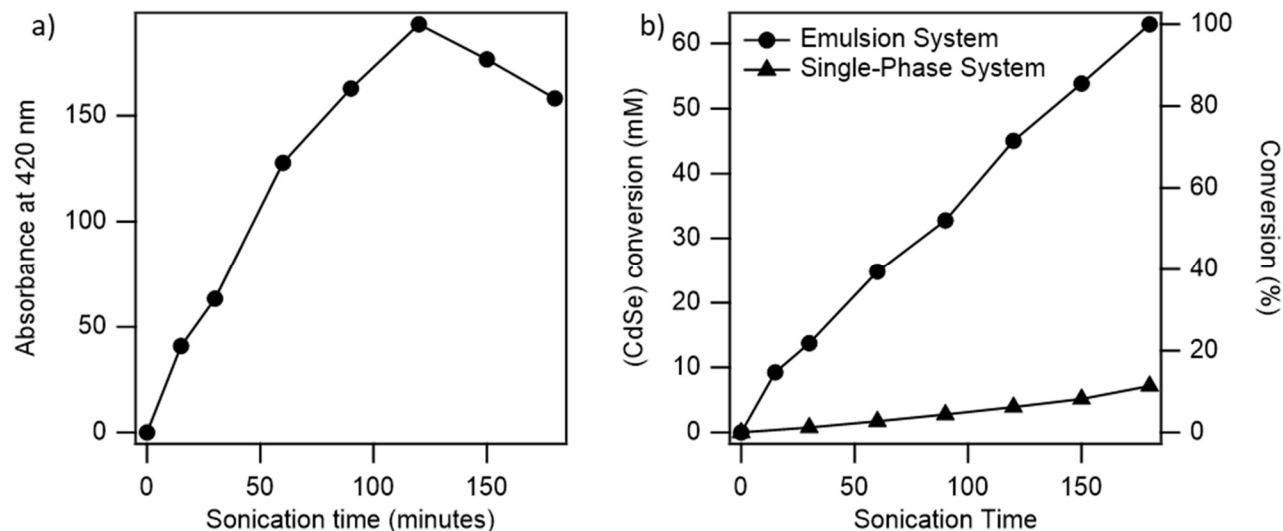 a)
Absorbance at 420 nm
150
100
50
0
0 50 100 150
Sonication time (minutes)
b)
Emulsion System
Single-Phase System
(CdSe) conversion (mM)
60
50
40
30
20
10
0
0 50 100 150
Sonication Time
100
80
60
40
20
0
Conversion
(%)